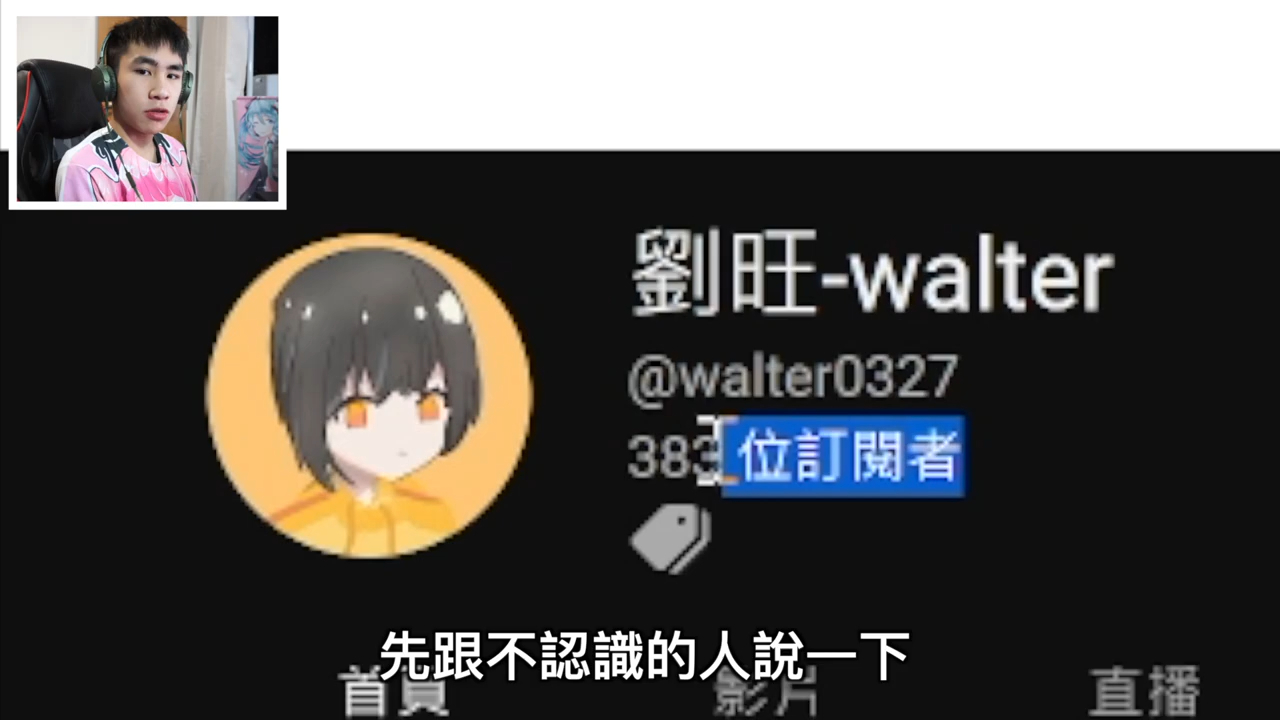 劉旺-walter
@walter0327
383 位訂閱者
先跟不認識的人說一下
首頁
影片
直播